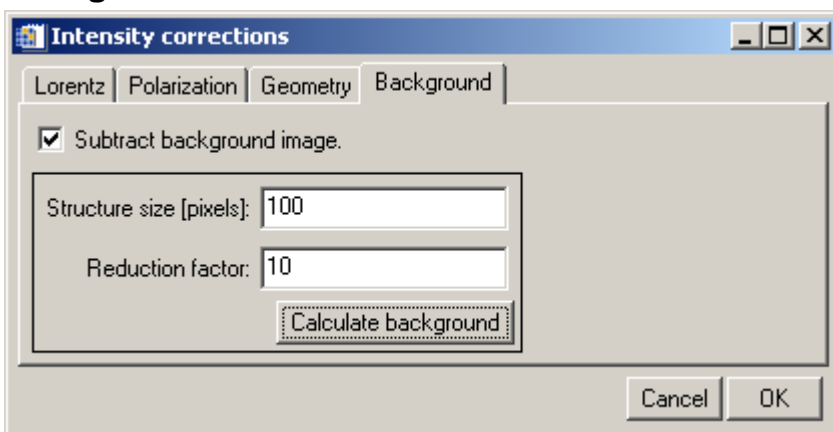 Intensity corrections
Lorentz Polarization Geometry Background
Subtract background image.
Structure size [pixels]: 100
Reduction factor: 10
Calculate background
Cancel OK